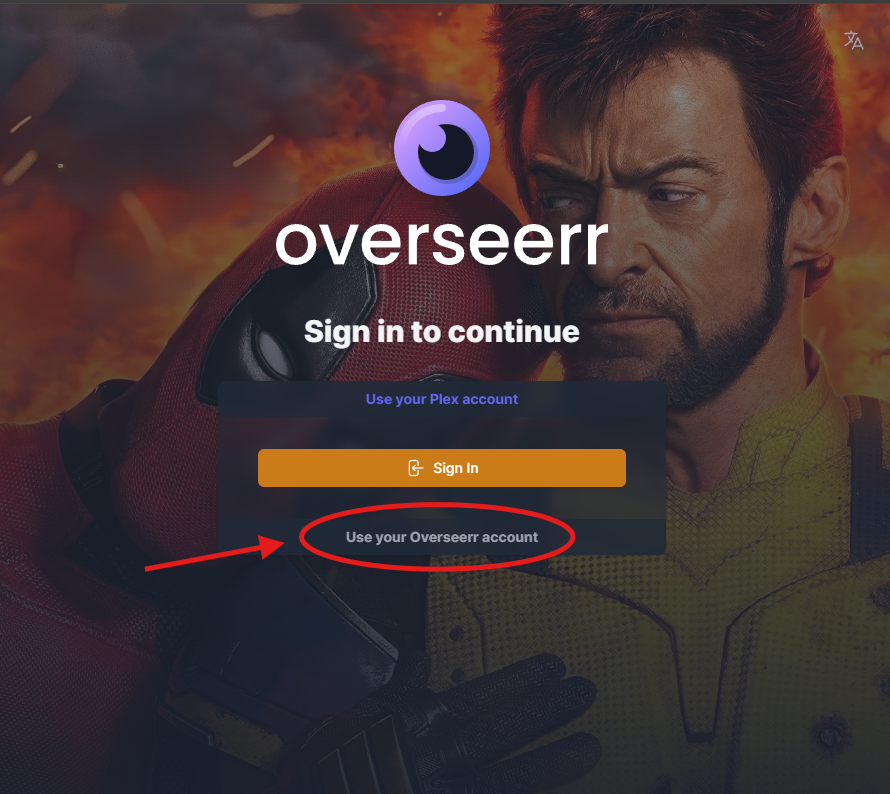 overseerr
Sign in to continue
Use your Plex account
Sign In
Use your Overseerr account